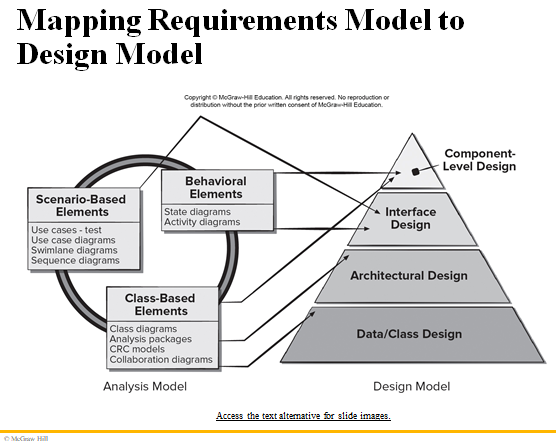 Mapping Requirements Model to
Design Model
Copyright © McGraw-Hill Education. All rights reserved. No reproduction or
distribution without the prior written consent of McGraw-Hill Education.
Scenario-Based
Elements
Use cases - test
Use case diagrams
Swimlane diagrams
Sequence diagrams
Behavioral
Elements
State diagrams
Activity diagrams
Class-Based
Elements
Class diagrams
Analysis packages
CRC models
Collaboration diagrams
Analysis Model
Component-
Level Design
Interface
Design
Architectural Design
Data/Class Design
Design Model
Access the text alternative for slide images.
© McGraw Hill